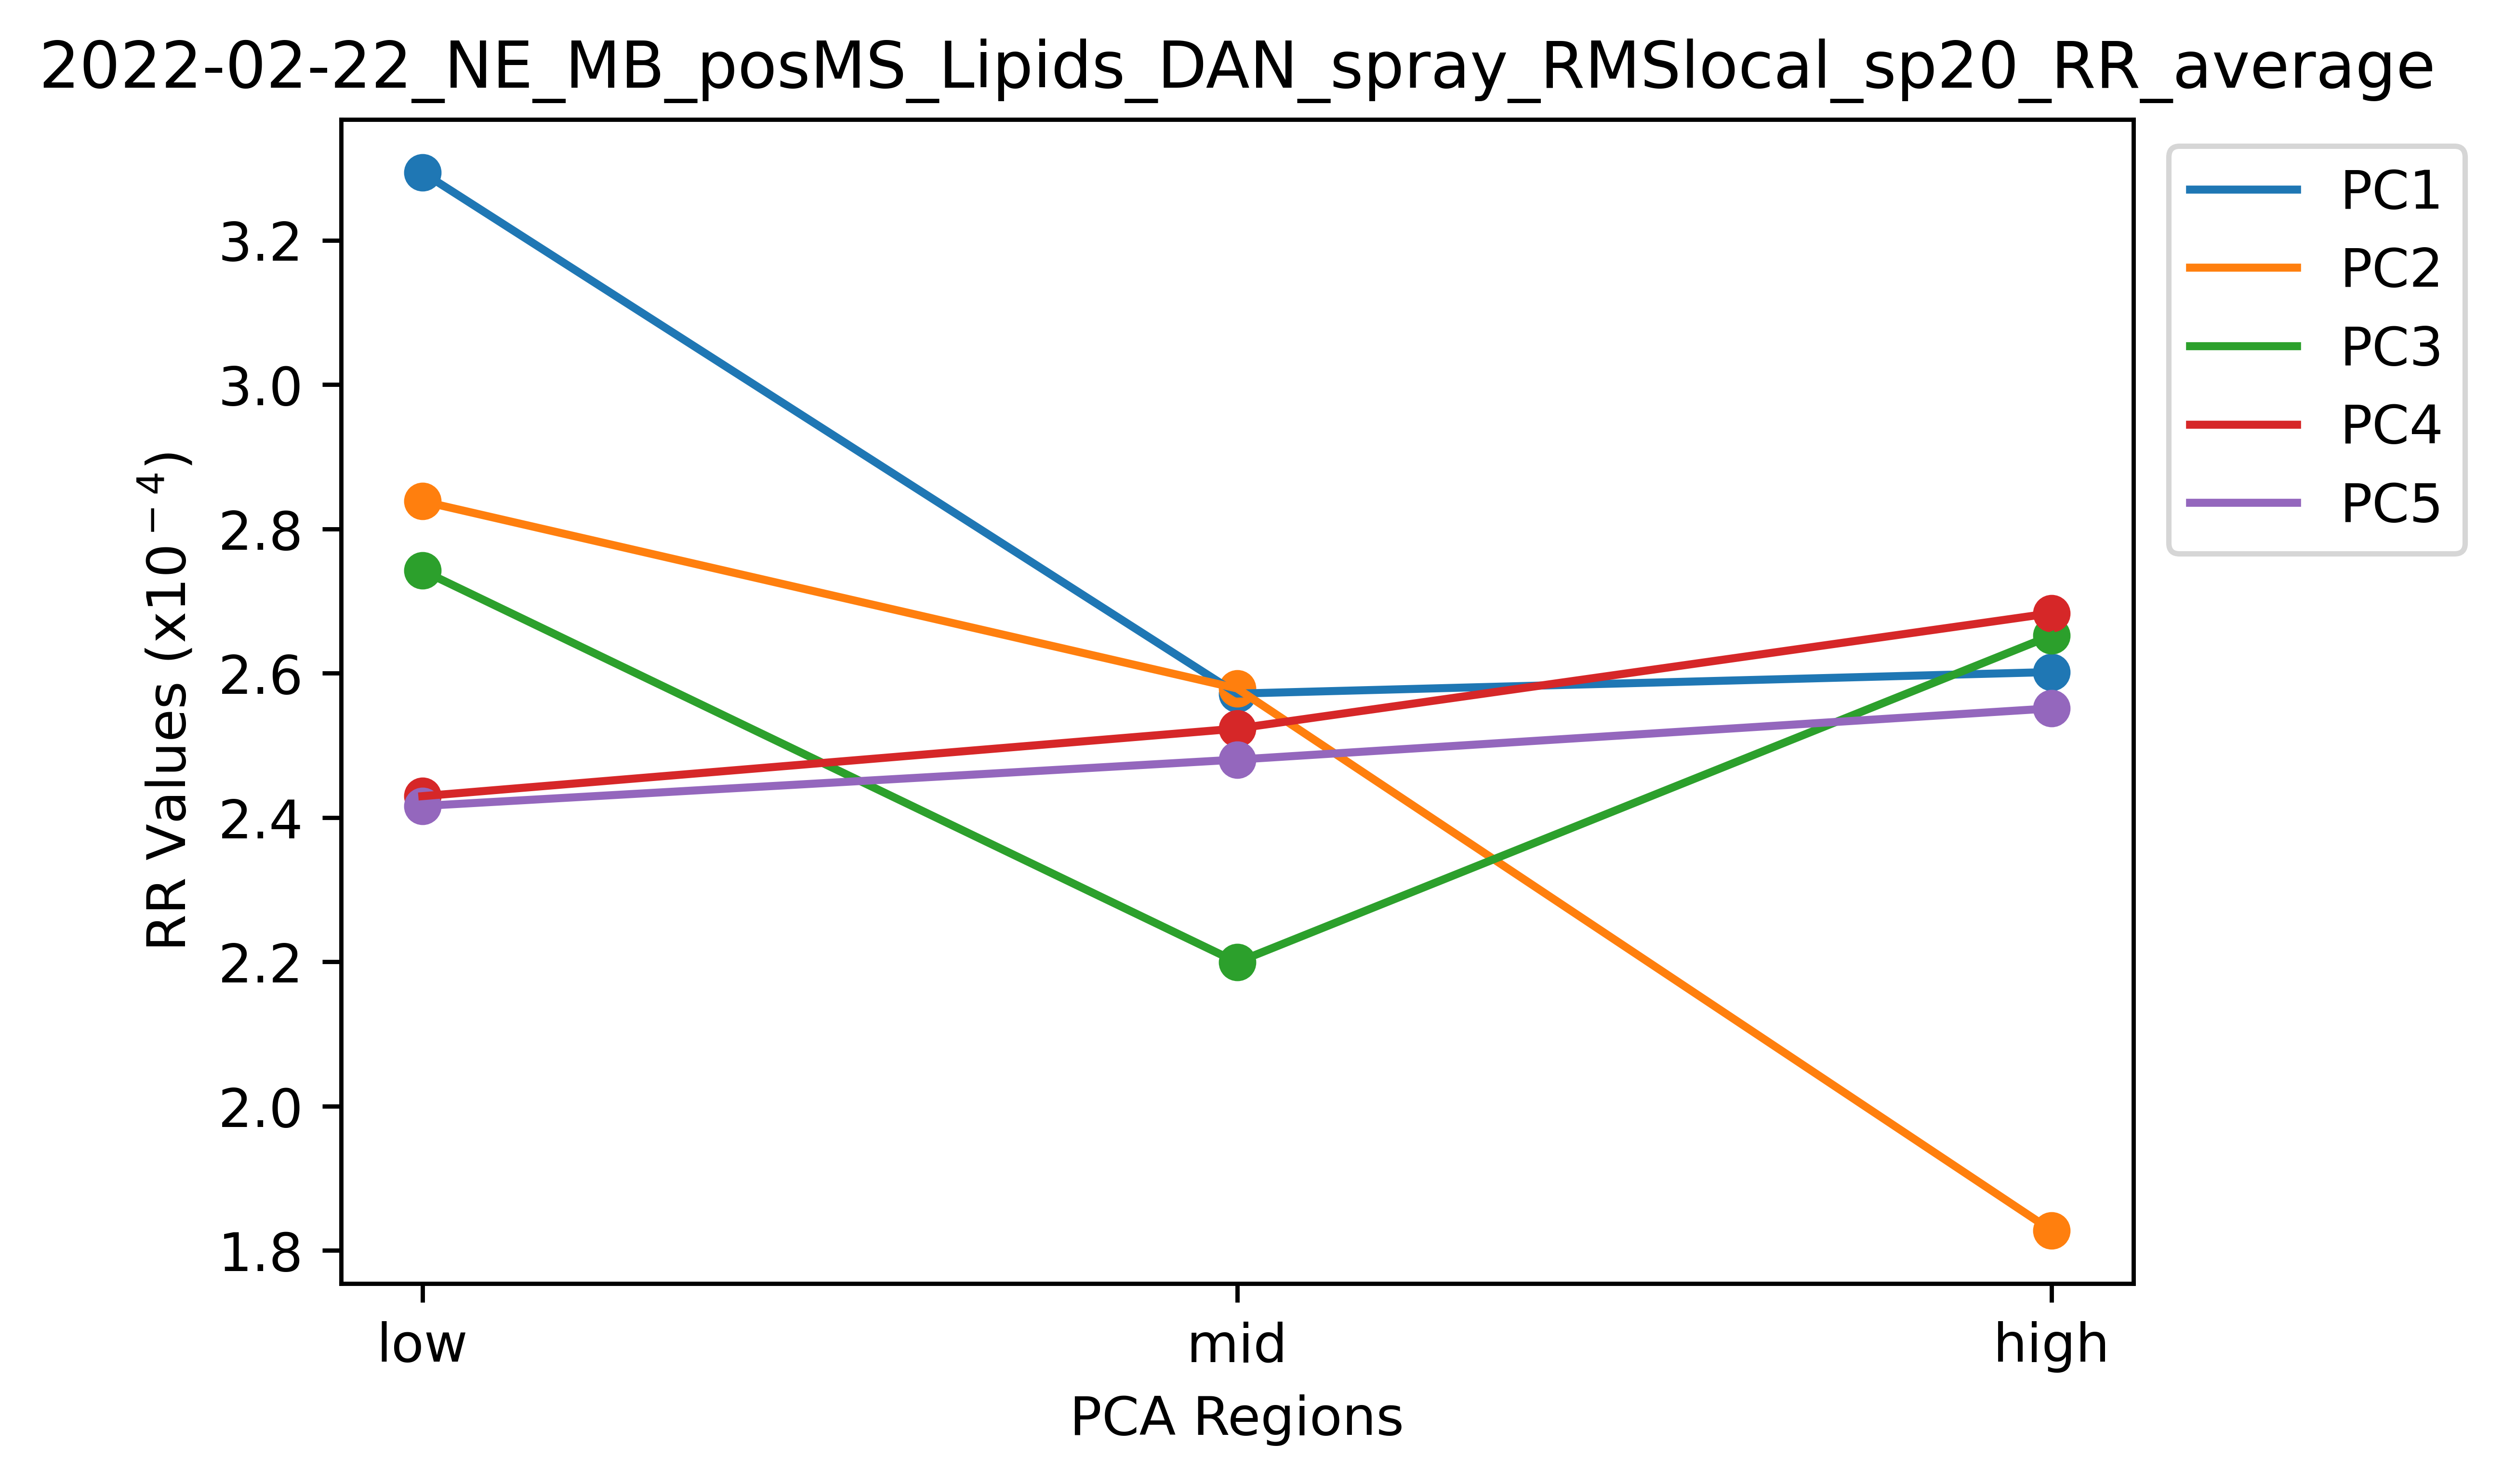 2022-02-22_NE_MB_posMS_Lipids_DAN_spray_RMSlocal_sp20_RR_average
PC1
PC2
PC3
PC4
PC5
RR Values (x10⁻⁴)
3.2
3.0
2.8
2.6
2.4
2.2
2.0
1.8
low mid high
PCA Regions